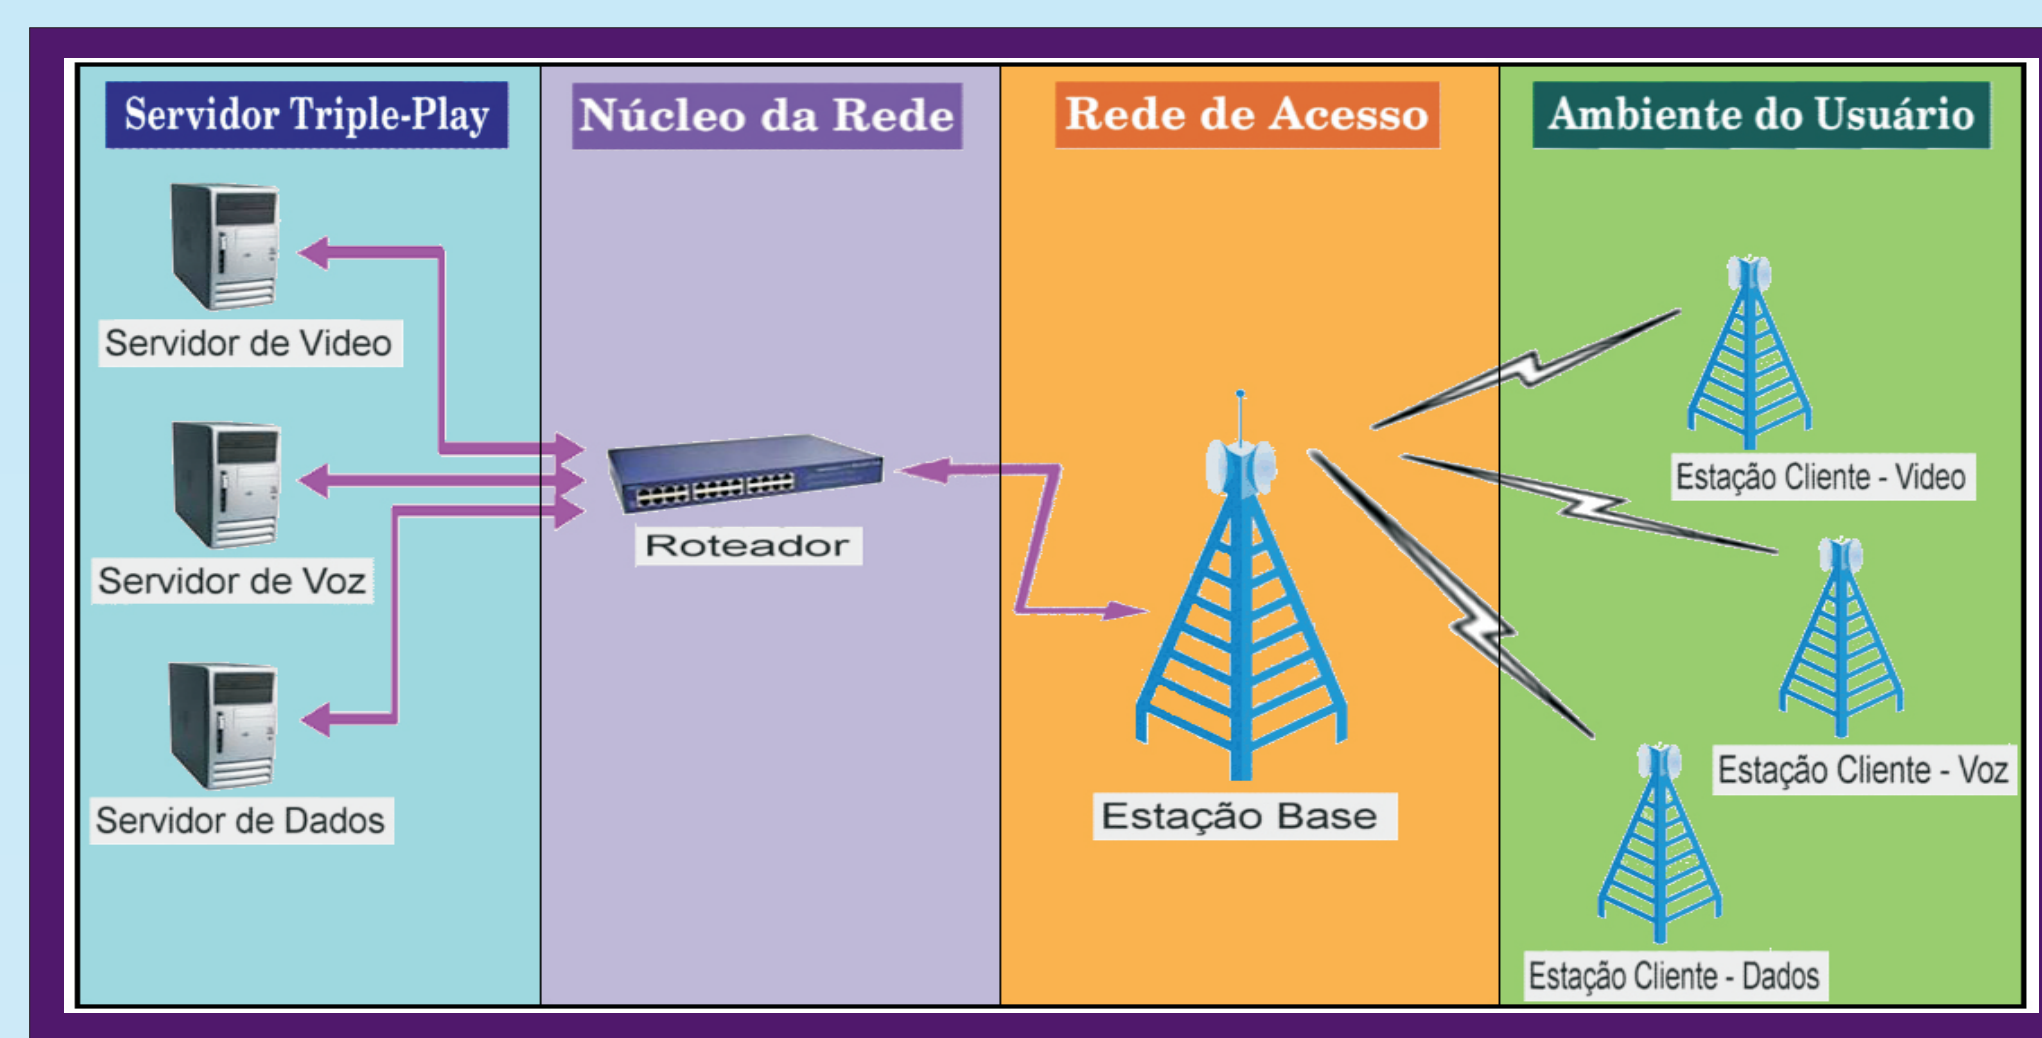 Servidor Triple-Play
Servidor de Video
Servidor de Voz
Servidor de Dados
Núcleo da Rede
Roteador
Rede de Acesso
Estação Base
Ambiente do Usuário
Estação Cliente - Video
Estação Cliente - Voz
Estação Cliente - Dados